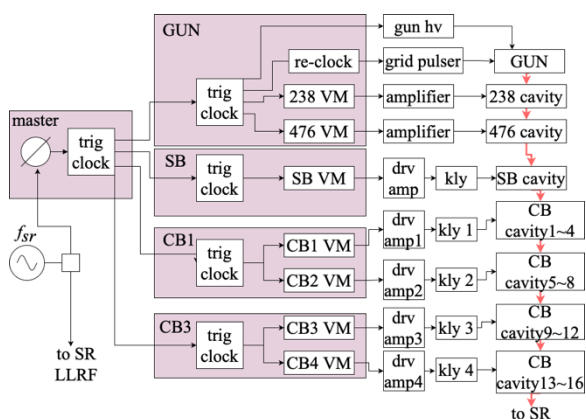 GUN
gun hv
re-clock
grid pulser
GUN
trig
clock
238 VM
amplifier
238 cavity
476 VM
amplifier
476 cavity
master
trig
clock
SB
trig
clock
SB VM
drv
amp
kly
SB cavity
f_sr
CB1
trig
clock
CB1 VM
drv
amp1
kly 1
CB
cavity1~4
CB2 VM
drv
amp2
kly 2
CB
cavity5~8
to SR
LLRF
CB3
trig
clock
CB3 VM
drv
amp3
kly 3
CB
cavity9~12
CB4 VM
drv
amp4
kly 4
CB
cavity13~16
to SR